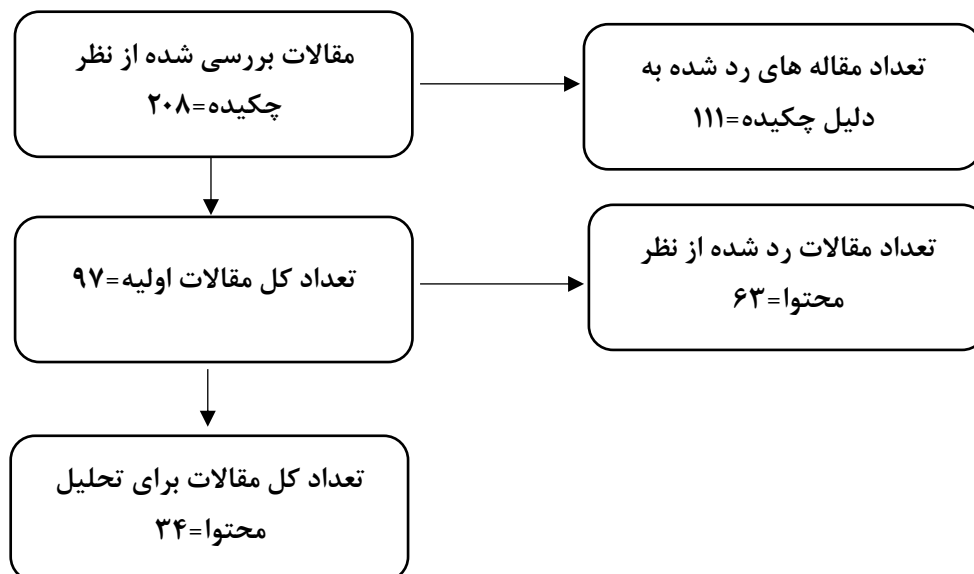 مقالات بررسی شده از نظر
چکیده=۲۰۸
تعداد مقاله های رد شده به
دلیل چکیده=۱۱۱
تعداد کل مقالات اولیه=۹۷
تعداد مقالات رد شده از نظر
محتوا=۶۳
تعداد کل مقالات برای تحلیل
محتوا=۳۴